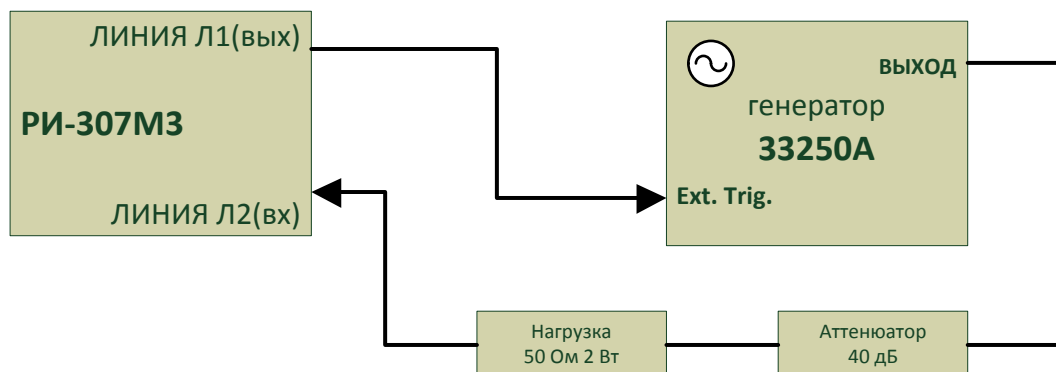 ЛИНИЯ Л1(вых)
РИ-307М3
ЛИНИЯ Л2(вх)
ВЫХОД
генератор
33250А
Ext. Trig.
Нагрузка
50 Ом 2 Вт
Аттенюатор
40 дБ